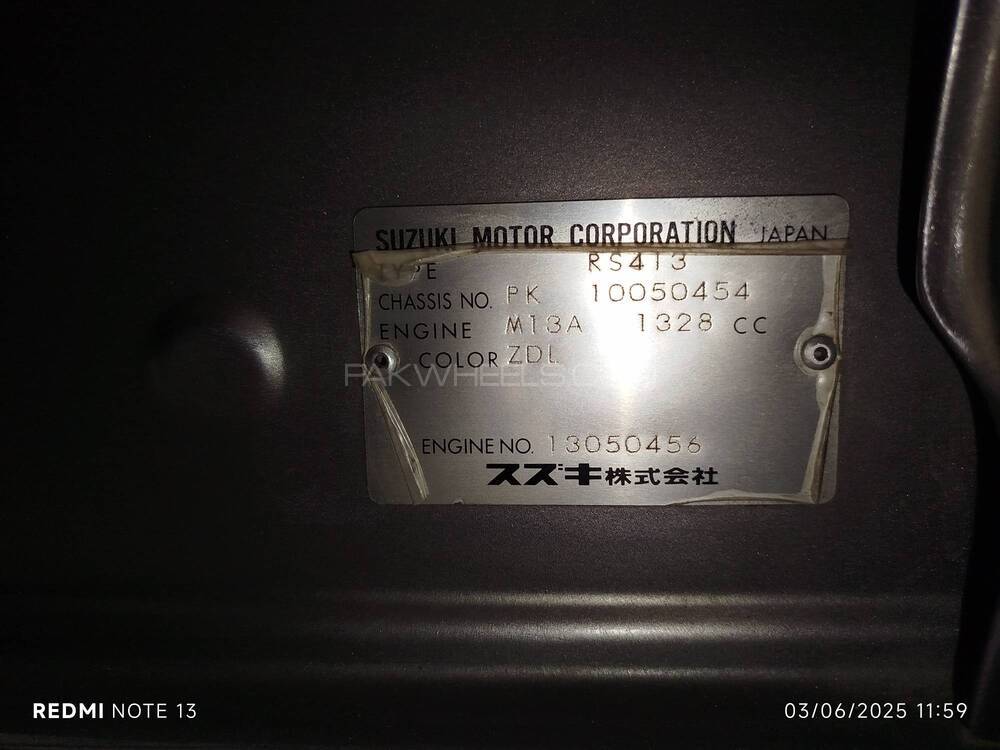 SUZUKI MOTOR CORPORATION JAPAN
TYPE RS413
CHASSIS NO. PK 10050454
ENGINE M13A 1328 CC
COLOR ZDL
PAKWHEELS
ENGINE NO. 13050456
スズキ株式会社
REDMI NOTE 13
03/06/2025 11:59